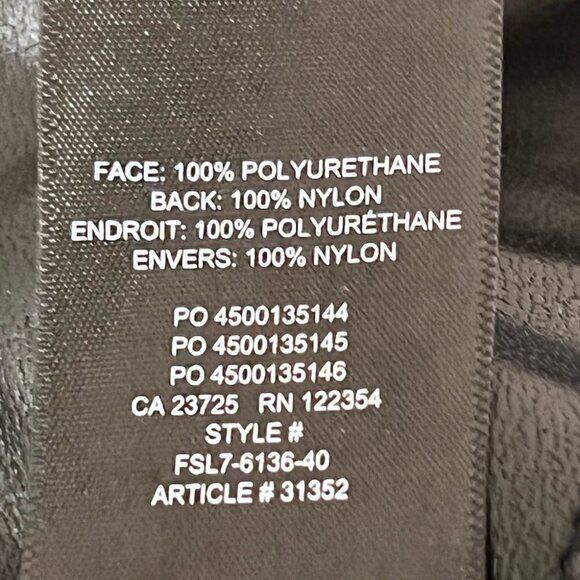 FACE: 100% POLYURETHANE
BACK: 100% NYLON
ENDROIT: 100% POLYURÉTHANE
ENVERS: 100% NYLON
PO 4500135144
PO 4500135145
PO 4500135146
CA 23725 RN 122354
STYLE #
FSL7-6136-40
ARTICLE # 31352